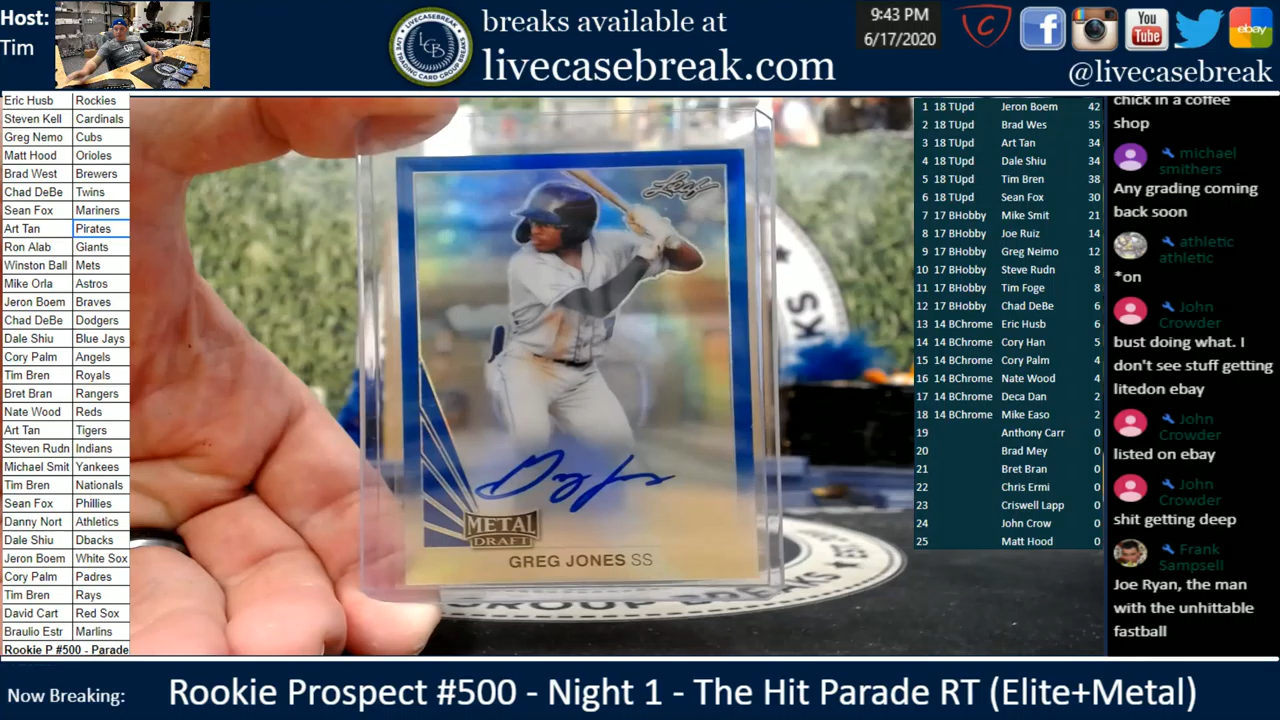 Host:
Tim
LCB
LIVE CASE BREAK
TRADING CARD GROUP BREAKS
breaks available at
livecasebreak.com
9:43 PM
6/17/2020
You
Tube
ebay
@livecasebreak
Eric Husb Rockies
Steven Kell Cardinals
Greg Nemo Cubs
Matt Hood Orioles
Brad West Brewers
Chad DeBe Twins
Sean Fox Mariners
Art Tan Pirates
Ron Alab Giants
Winston Ball Mets
Mike Orla Astros
Jeron Boem Braves
Chad DeBe Dodgers
Dale Shiu Blue Jays
Cory Palm Angels
Tim Bren Royals
Bret Bran Rangers
Nate Wood Reds
Art Tan Tigers
Steven Rudn Indians
Michael Smit Yankees
Tim Bren Nationals
Sean Fox Phillies
Danny Nort Athletics
Dale Shiu Dbacks
Jeron Boem White Sox
Cory Palm Padres
Tim Bren Rays
David Cart Red Sox
Braulio Estr Marlins
Rookie P #500 - Parade
Leaf
METAL
DRAFT
GREG JONES SS
GROUP BREAKS
1 18 TUpd Jeron Boem 42
2 18 TUpd Brad Wes 35
3 18 TUpd Art Tan 34
4 18 TUpd Dale Shiu 34
5 18 TUpd Tim Bren 38
6 18 TUpd Sean Fox 30
7 17 BHobby Mike Smit 21
8 17 BHobby Joe Ruiz 14
9 17 BHobby Greg Neimo 12
10 17 BHobby Steve Rudn 8
11 17 BHobby Tim Foge 8
12 17 BHobby Chad DeBe 6
13 14 BChrome Eric Husb 6
14 14 BChrome Cory Han 5
15 14 BChrome Cory Palm 4
16 14 BChrome Nate Wood 4
17 14 BChrome Deca Dan 2
18 14 BChrome Mike Easo 2
19 Anthony Carr 0
20 Brad Mey 0
21 Bret Bran 0
22 Chris Ermi 0
23 Criswell Lapp 0
24 John Crow 0
25 Matt Hood 0
chick in a coffee
shop
michael
smithers
Any grading coming
back soon
athletic
athletic
*on
John
Crowder
bust doing what. I
don't see stuff getting
litedon ebay
John
Crowder
listed on ebay
John
Crowder
shit getting deep
Frank
Sampsell
Joe Ryan, the man
with the unhittable
fastball
Now Breaking:
Rookie Prospect #500 - Night 1 - The Hit Parade RT (Elite+Metal)